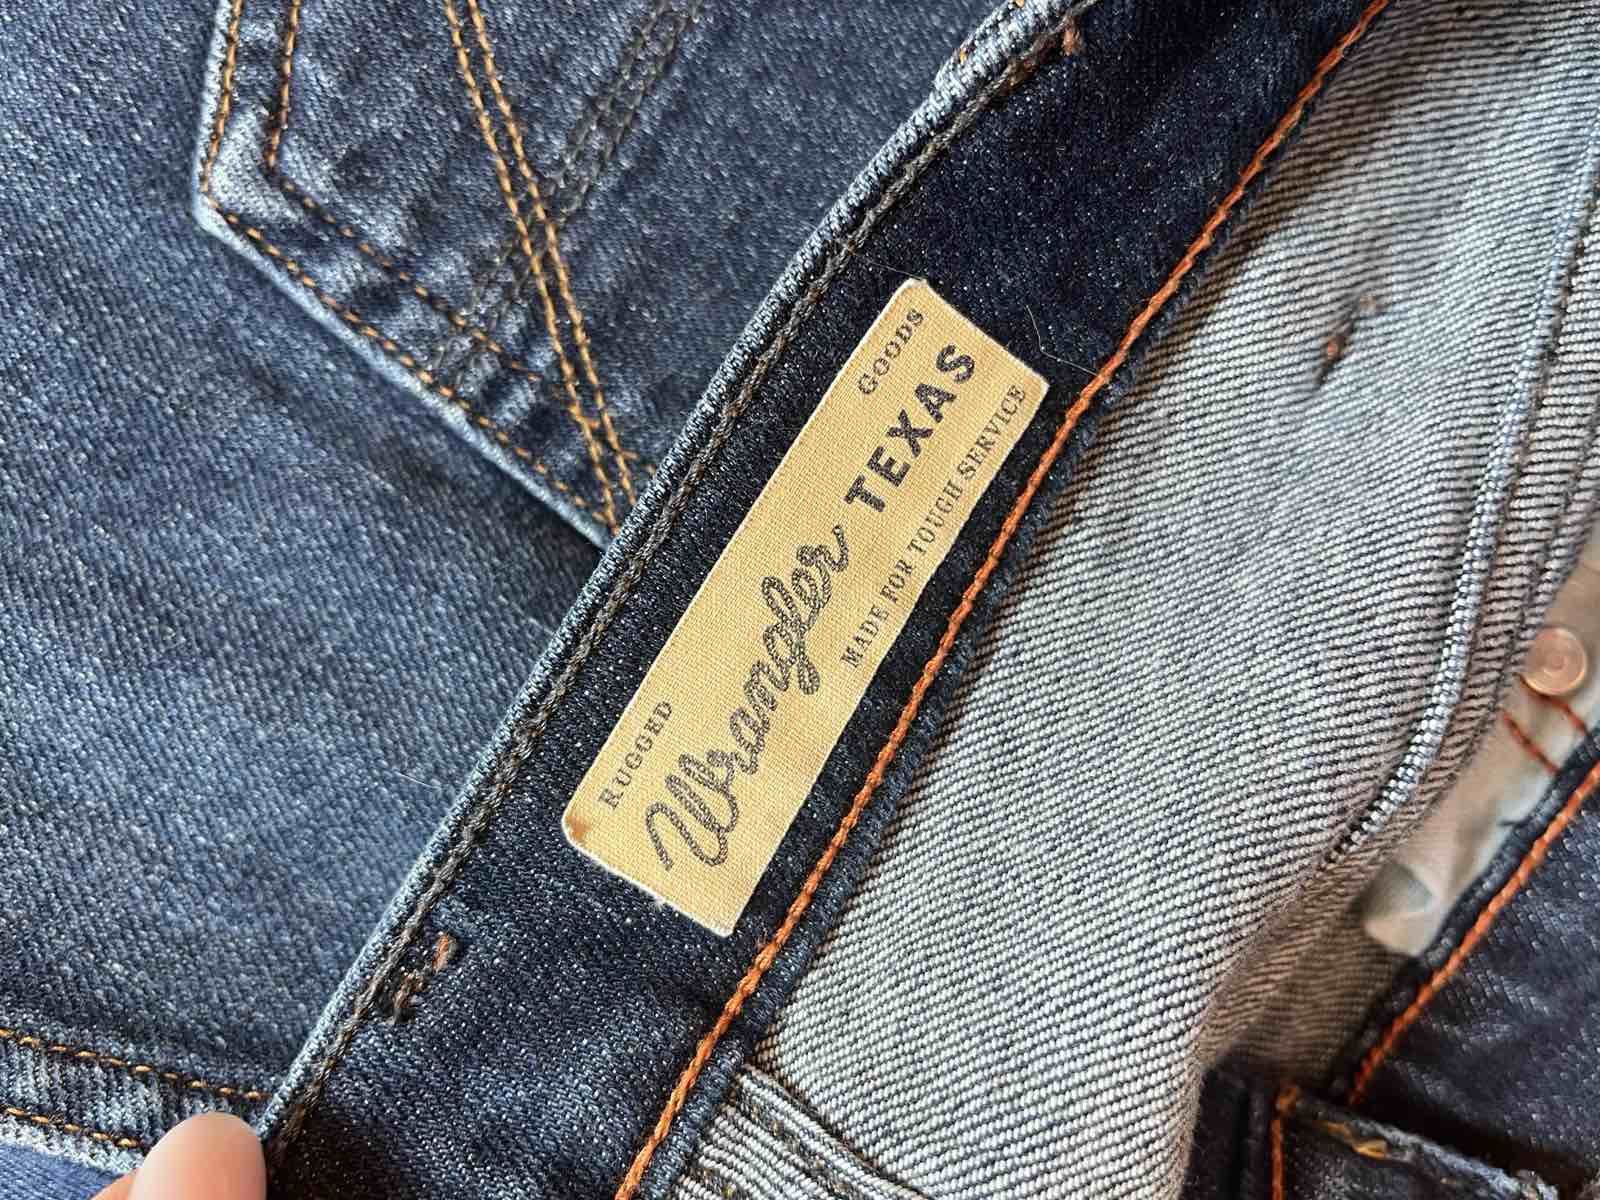 RUGGED GOODS
Wrangler TEXAS
MADE FOR TOUGH SERVICE